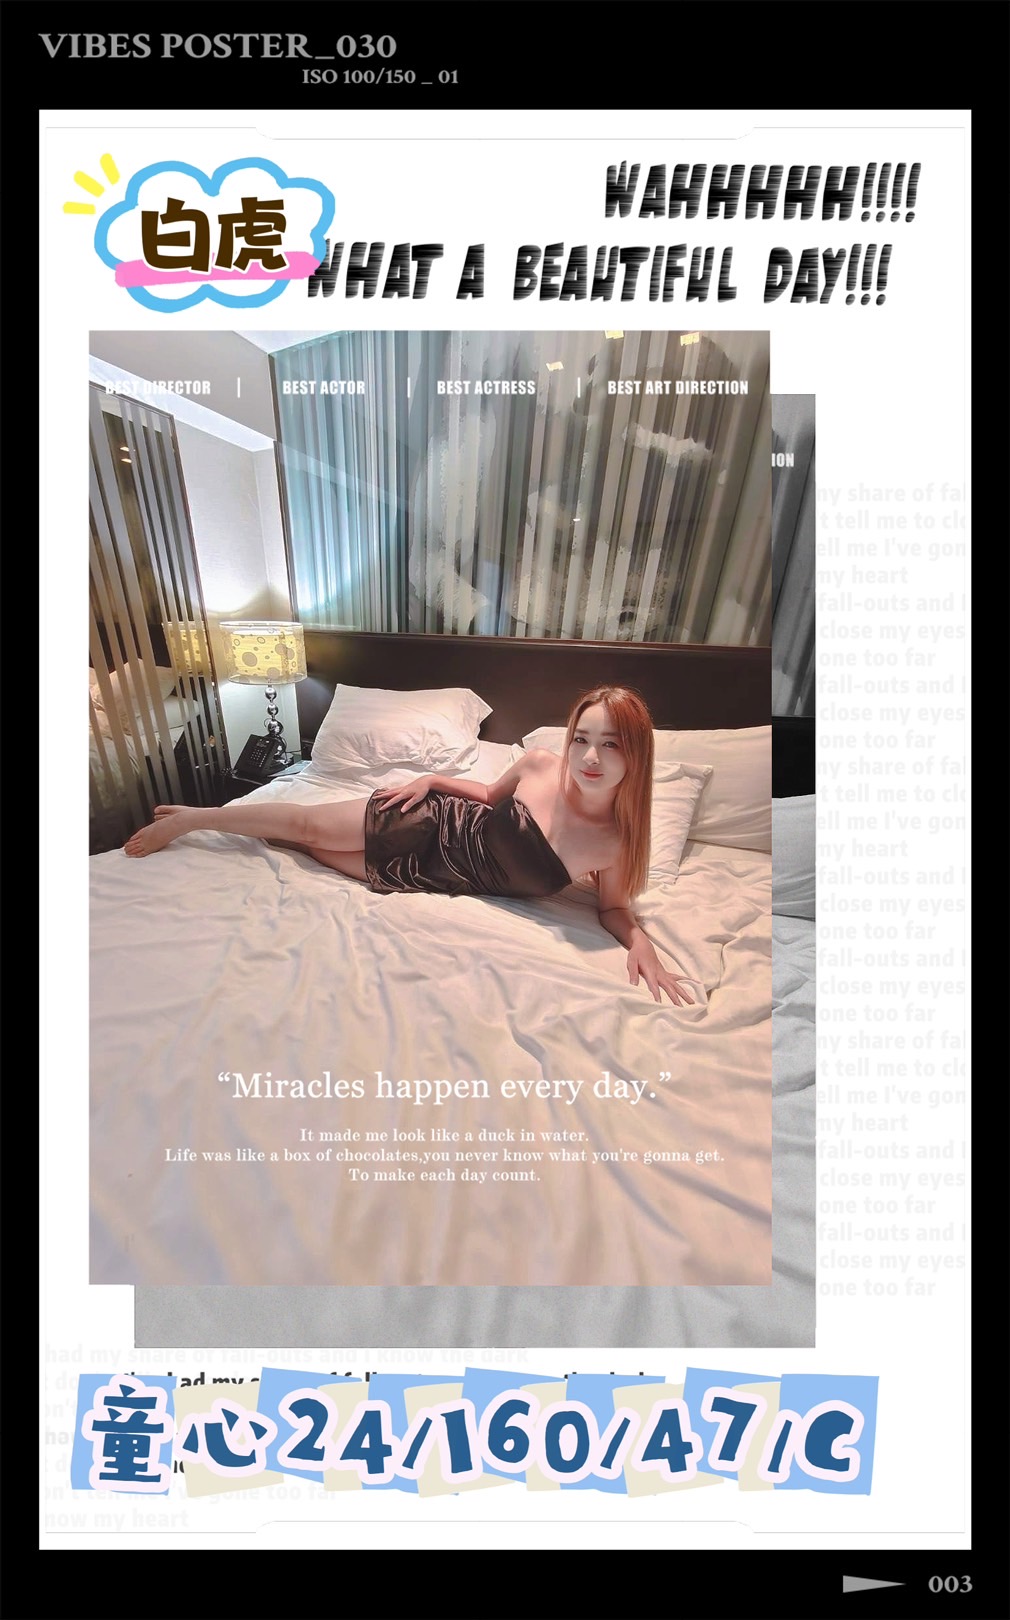 VIBES POSTER_030
ISO 100/150 _ 01
白虎
WAHHHHH!!!!
WHAT A BEAUTIFUL DAY!!!
BEST DIRECTOR | BEST ACTOR | BEST ACTRESS | BEST ART DIRECTION
ION
my share of fal
t tell me to clo
ell me I've gon
my heart
fall-outs and I
close my eyes
one too far
fall-outs and I
close my eyes
one too far
my share of fal
t tell me to clo
ell me I've gon
my heart
fall-outs and I
close my eyes
one too far
fall-outs and I
close my eyes
one too far
my share of fal
t tell me to clo
ell me I've gon
my heart
fall-outs and I
close my eyes
one too far
fall-outs and I
close my eyes
one too far
“Miracles happen every day.”
It made me look like a duck in water.
Life was like a box of chocolates,you never know what you're gonna get.
To make each day count.
had my share of fall-outs and I know the dark
童心24/160/47/C
on't tell me I've gone too far
now my heart
003